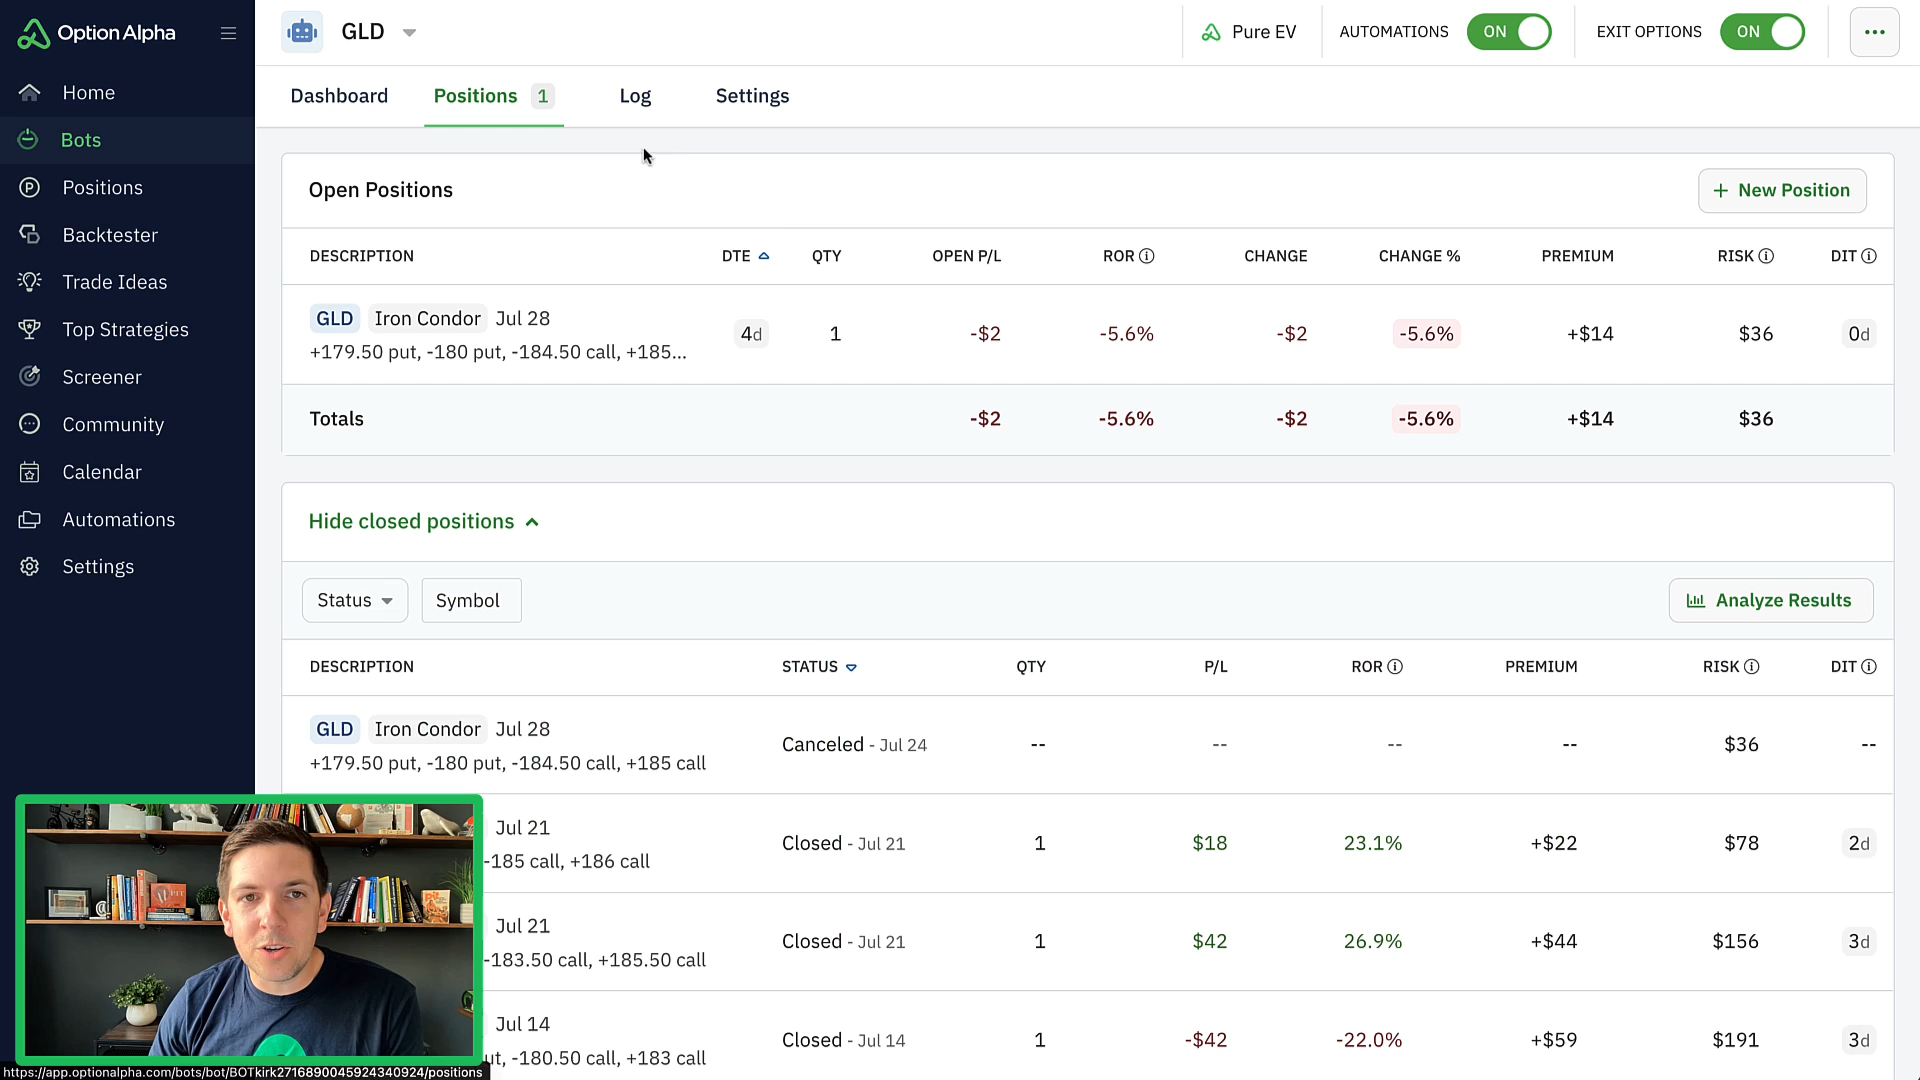 Option Alpha
GLD
Pure EV
AUTOMATIONS
ON
EXIT OPTIONS
ON
Home
Bots
Positions
Backtester
Trade Ideas
Top Strategies
Screener
Community
Calendar
Automations
Settings
Dashboard
Positions 1
Log
Settings
Open Positions
+ New Position
DESCRIPTION DTE QTY OPEN P/L ROR CHANGE CHANGE % PREMIUM RISK DIT
GLD Iron Condor Jul 28
+179.50 put, -180 put, -184.50 call, +185...
4d 1 -$2 -5.6% -$2 -5.6% +$14 $36 0d
Totals -$2 -5.6% -$2 -5.6% +$14 $36
Hide closed positions
Status
Symbol
Analyze Results
DESCRIPTION STATUS QTY P/L ROR PREMIUM RISK DIT
GLD Iron Condor Jul 28
+179.50 put, -180 put, -184.50 call, +185 call
Canceled - Jul 24 -- -- -- -- $36 --
Jul 21
-185 call, +186 call
Closed - Jul 21 1 $18 23.1% +$22 $78 2d
Jul 21
-183.50 call, +185.50 call
Closed - Jul 21 1 $42 26.9% +$44 $156 3d
Jul 14
ut, -180.50 call, +183 call
Closed - Jul 14 1 -$42 -22.0% +$59 $191 3d
https://app.optionalpha.com/bots/bot/BOTkirk2716890045924340924/positions